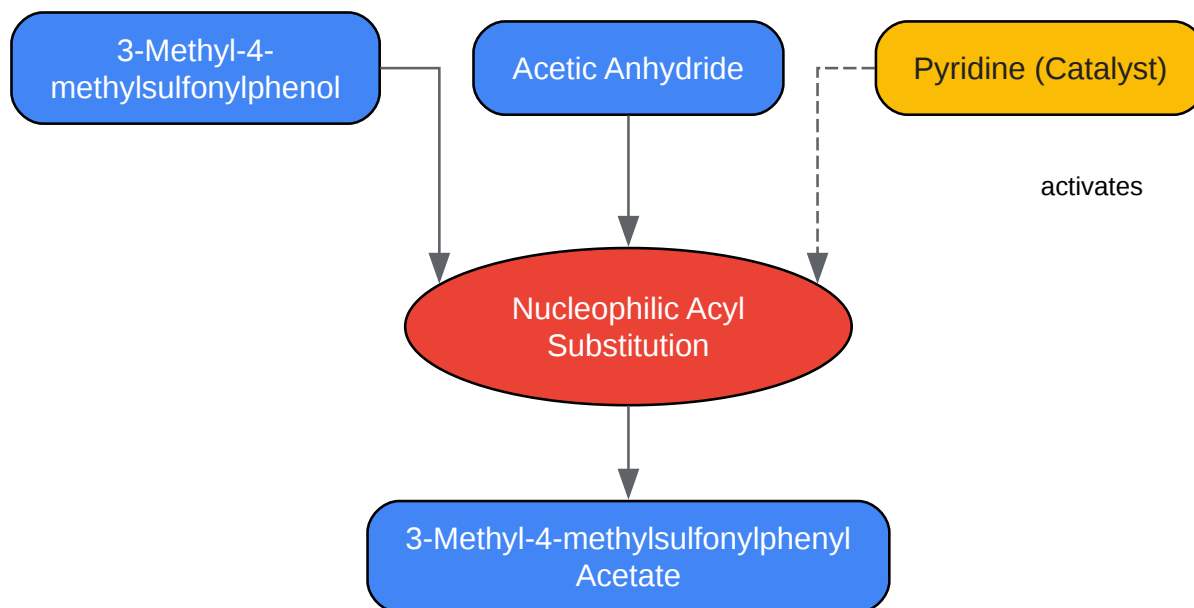 3-Methyl-4-
methylsulfonylphenol
Acetic Anhydride
Pyridine (Catalyst)
activates
Nucleophilic Acyl
Substitution
3-Methyl-4-methylsulfonylphenyl
Acetate